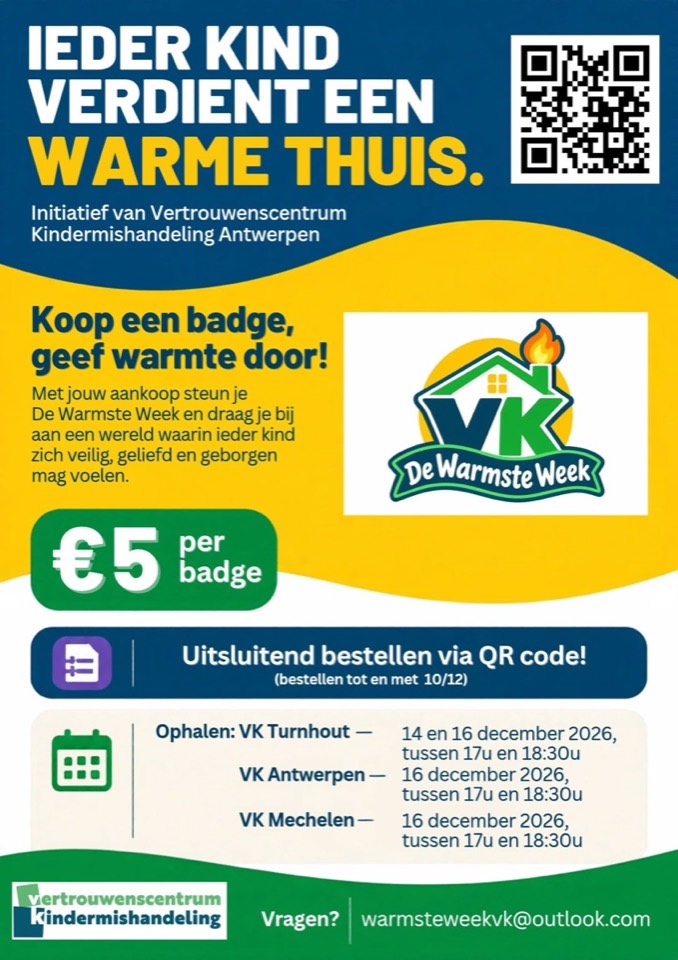 IEDER KIND
VERDIENT EEN
WARME THUIS.
Initiatief van Vertrouwenscentrum
Kindermishandeling Antwerpen
Koop een badge,
geef warmte door!
Met jouw aankoop steun je
De Warmste Week en draag je bij
aan een wereld waarin ieder kind
zich veilig, geliefd en geborgen
mag voelen.
VK
De Warmste Week
€5 per
badge
Uitsluitend bestellen via QR code!
(bestellen tot en met 10/12)
Ophalen: VK Turnhout — 14 en 16 december 2026,
tussen 17u en 18:30u
VK Antwerpen — 16 december 2026,
tussen 17u en 18:30u
VK Mechelen — 16 december 2026,
tussen 17u en 18:30u
vertrouwenscentrum
kindermishandeling
Vragen? warmsteweekvk@outlook.com